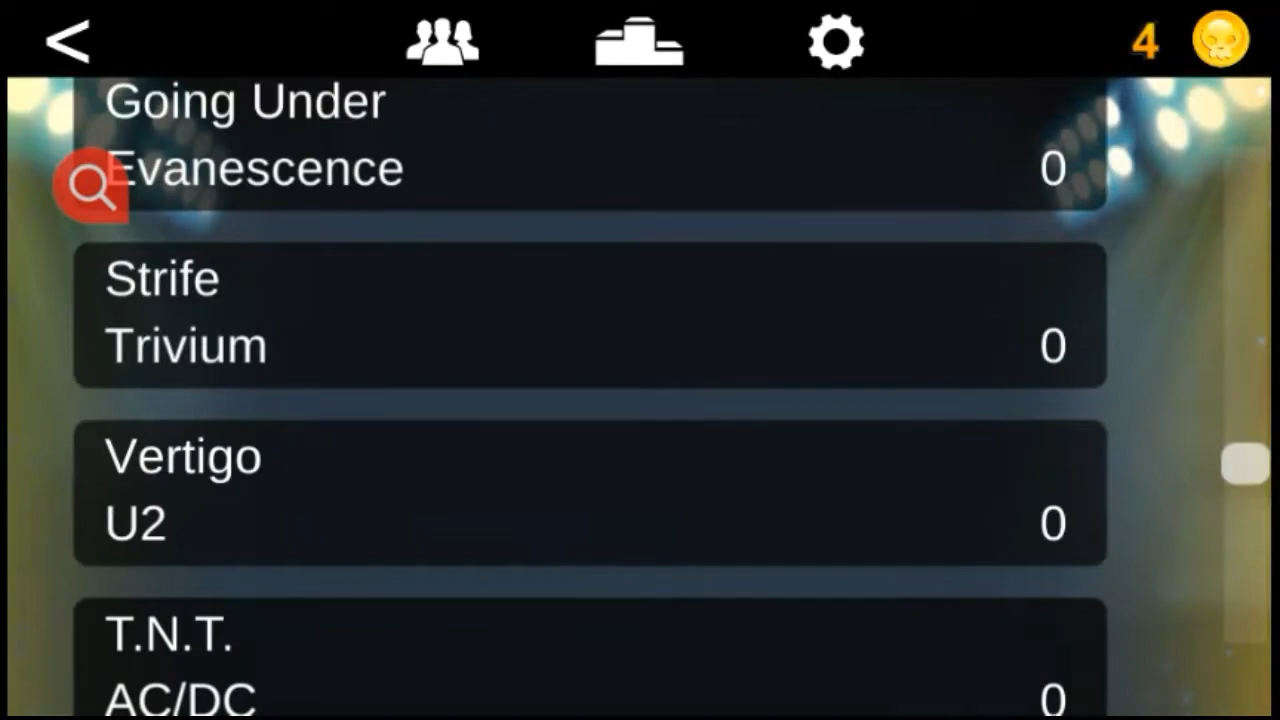 4
Going Under
Evanescence 0
Strife
Trivium 0
Vertigo
U2 0
T.N.T.
AC/DC 0